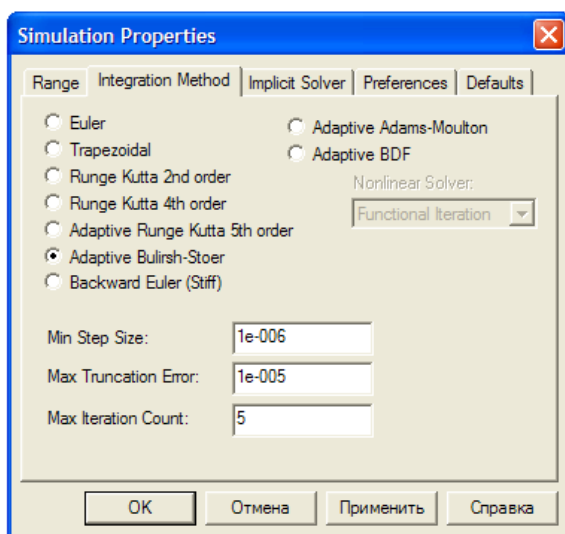 Simulation Properties
Range Integration Method Implicit Solver Preferences Defaults
Euler
Trapezoidal
Runge Kutta 2nd order
Runge Kutta 4th order
Adaptive Runge Kutta 5th order
Adaptive Bulirsh-Stoer
Backward Euler (Stiff)
Adaptive Adams-Moulton
Adaptive BDF
Nonlinear Solver:
Functional Iteration
Min Step Size: 1e-006
Max Truncation Error: 1e-005
Max Iteration Count: 5
OK Отмена Применить Справка